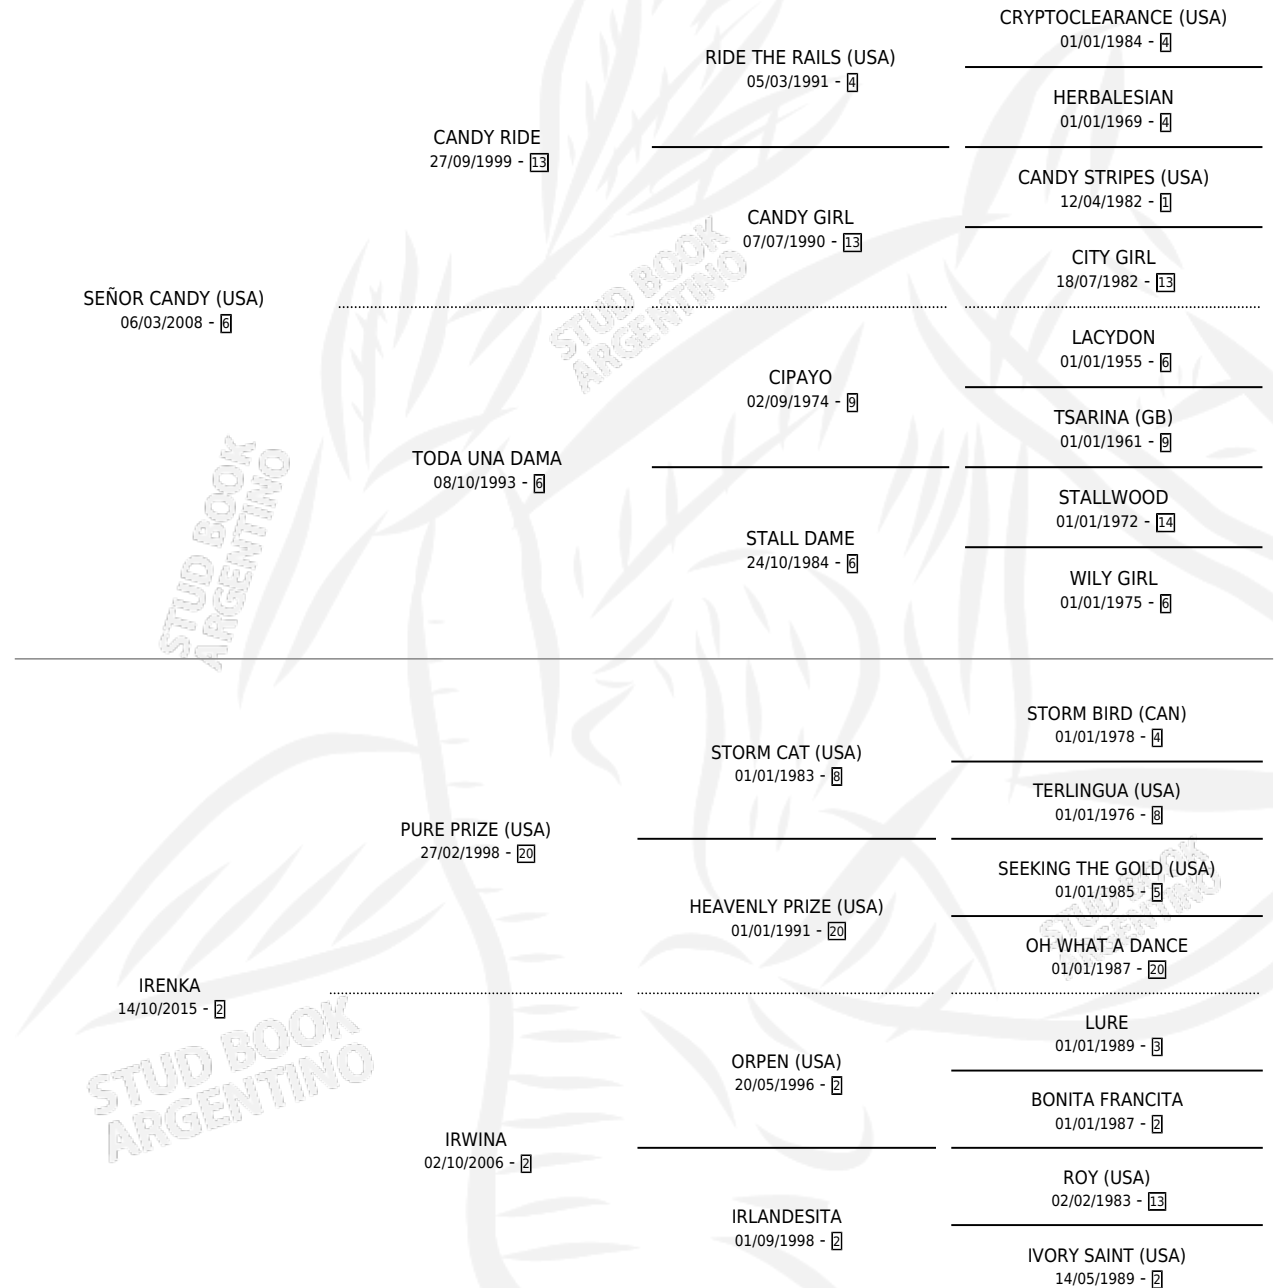 CRYPTOCLEARANCE (USA)
01/01/1984 - 4
RIDE THE RAILS (USA)
05/03/1991 - 4
HERBALESIAN
01/01/1969 - 4
CANDY RIDE
27/09/1999 - 13
CANDY STRIPES (USA)
12/04/1982 - 1
CANDY GIRL
07/07/1990 - 13
CITY GIRL
18/07/1982 - 13
SEÑOR CANDY (USA)
06/03/2008 - 6
LACYDON
01/01/1955 - 6
CIPAYO
02/09/1974 - 9
TSARINA (GB)
01/01/1961 - 9
TODA UNA DAMA
08/10/1993 - 6
STALLWOOD
01/01/1972 - 14
STALL DAME
24/10/1984 - 6
WILY GIRL
01/01/1975 - 6
STORM BIRD (CAN)
01/01/1978 - 4
STORM CAT (USA)
01/01/1983 - 8
TERLINGUA (USA)
01/01/1976 - 8
PURE PRIZE (USA)
27/02/1998 - 20
SEEKING THE GOLD (USA)
01/01/1985 - 5
HEAVENLY PRIZE (USA)
01/01/1991 - 20
OH WHAT A DANCE
01/01/1987 - 20
IRENKA
14/10/2015 - 2
LURE
01/01/1989 - 3
ORPEN (USA)
20/05/1996 - 2
BONITA FRANCITA
01/01/1987 - 2
IRWINA
02/10/2006 - 2
ROY (USA)
02/02/1983 - 13
IRLANDESITA
01/09/1998 - 2
IVORY SAINT (USA)
14/05/1989 - 2
STUD BOOK
ARGENTINO
STUD BOOK
ARGENTINO
STUD BOOK
ARGENTINO
STUD BOOK
ARGENTINO